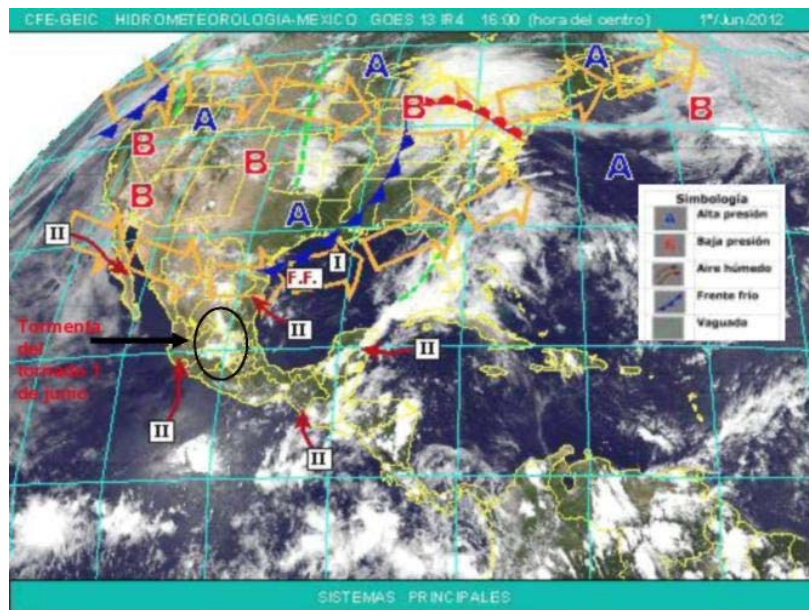 CFE-GEIC HIDROMETEOROLOGIA-MEXICO GOES 13 IR4 16:00 (hora del centro) 1º/Jun/2012
A
A
B
B
A
B
B
A
B
B
A
Simbología
A Alta presión
B Baja presión
Aire húmedo
Frente frío
Vaguada
II
A
I
F.F.
II
Tormenta
del
tornado 1
de junio
II
II
II
SISTEMAS PRINCIPALES